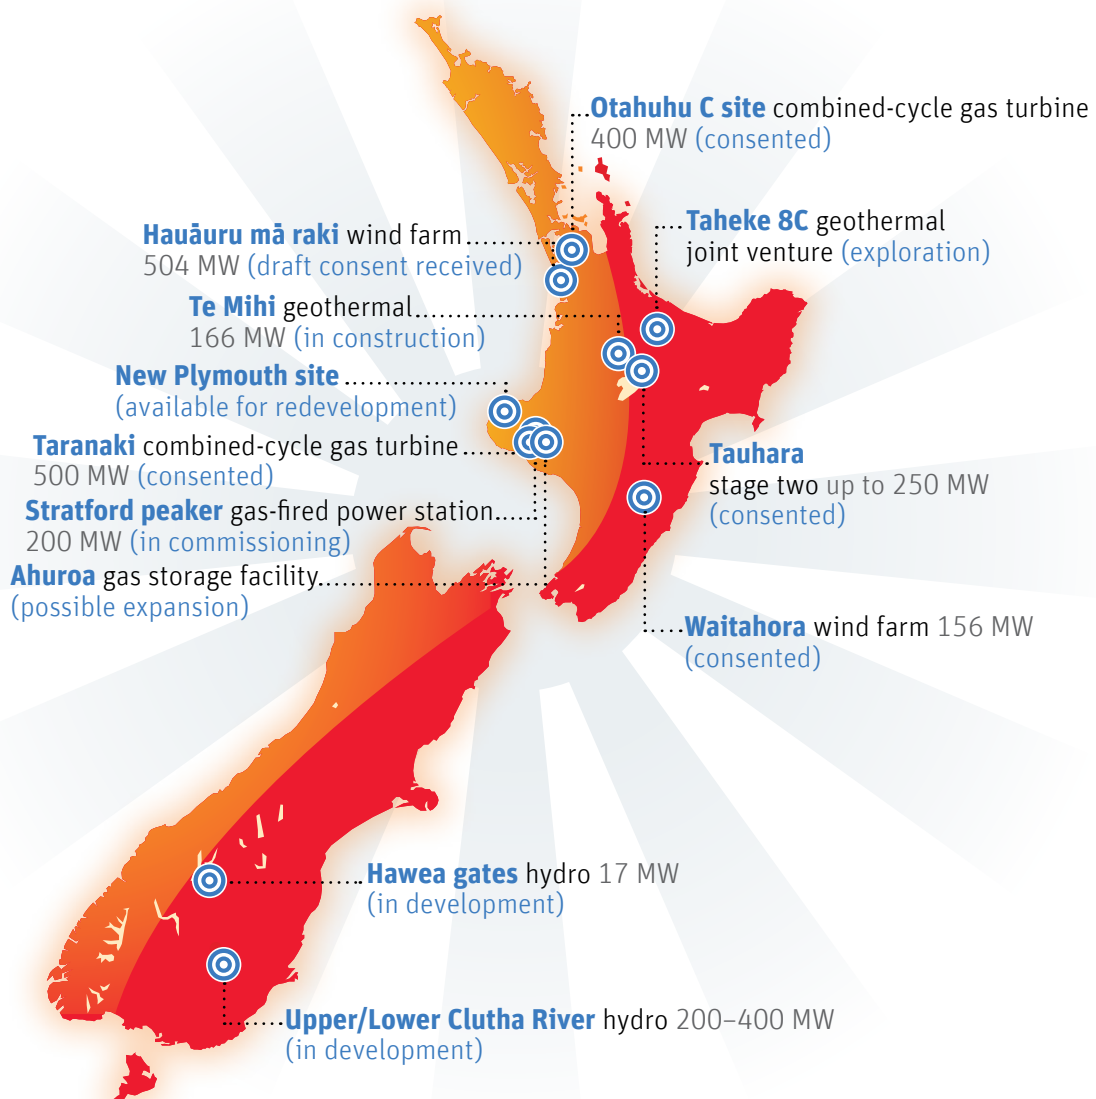 Otahuhu C site combined-cycle gas turbine
400 MW (consented)
Hauāuru mā raki wind farm
504 MW (draft consent received)
Taheke 8C geothermal
joint venture (exploration)
Te Mihi geothermal
166 MW (in construction)
New Plymouth site
(available for redevelopment)
Taranaki combined-cycle gas turbine
500 MW (consented)
Tauhara
stage two up to 250 MW
(consented)
Stratford peaker gas-fired power station
200 MW (in commissioning)
Ahuroa gas storage facility
(possible expansion)
Waitahora wind farm 156 MW
(consented)
Hawea gates hydro 17 MW
(in development)
Upper/Lower Clutha River hydro 200–400 MW
(in development)